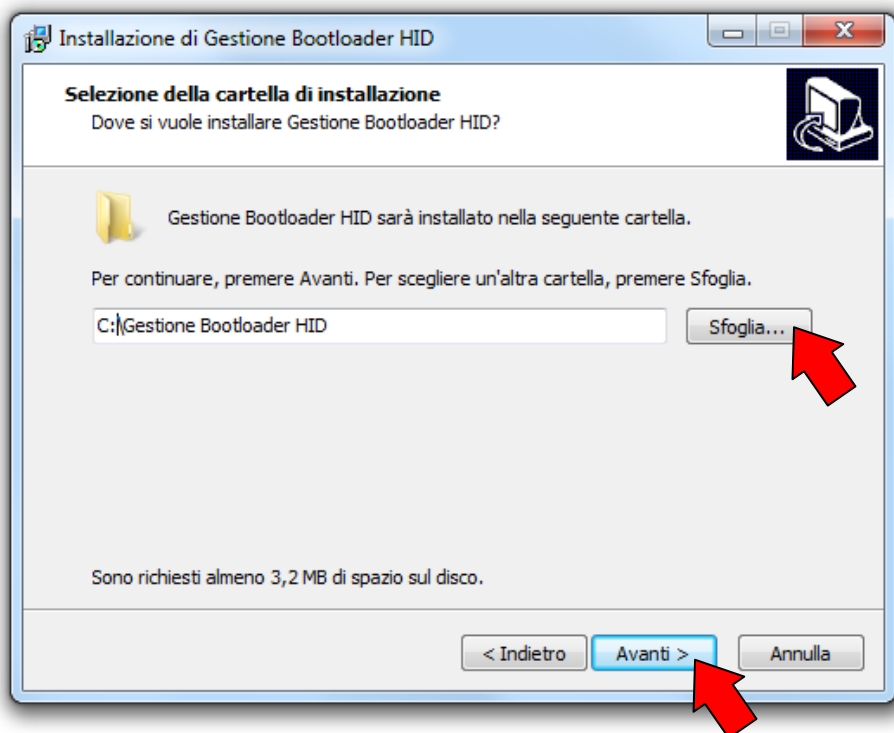 Installazione di Gestione Bootloader HID
Selezione della cartella di installazione
Dove si vuole installare Gestione Bootloader HID?
Gestione Bootloader HID sarà installato nella seguente cartella.
Per continuare, premere Avanti. Per scegliere un'altra cartella, premere Sfoglia.
C:\Gestione Bootloader HID
Sfoglia...
Sono richiesti almeno 3,2 MB di spazio sul disco.
< Indietro
Avanti >
Annulla